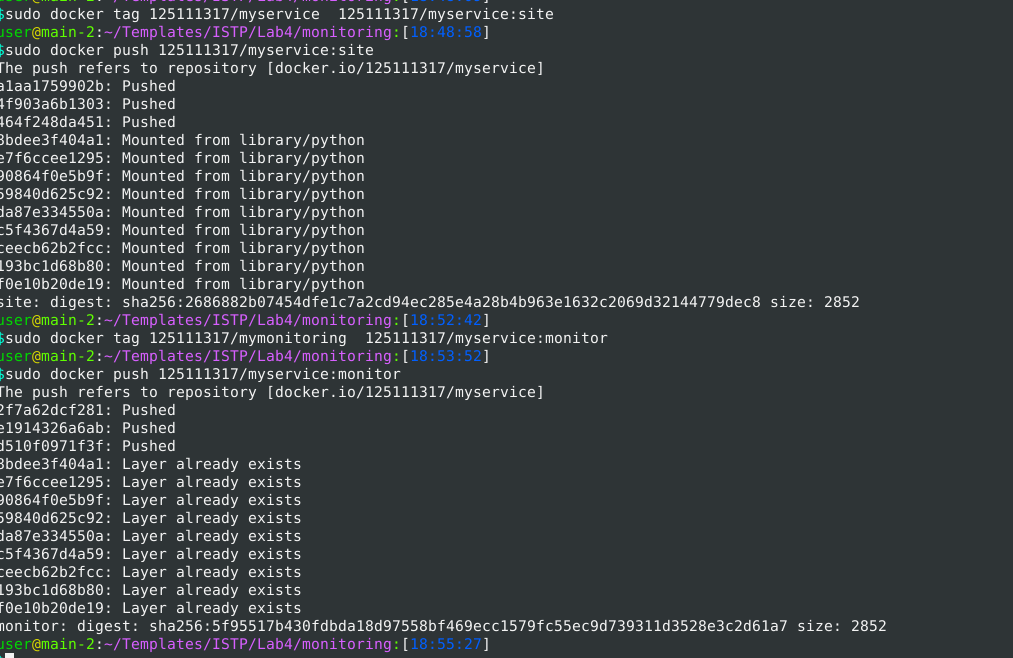 $sudo docker tag 125111317/myservice  125111317/myservice:site
user@main-2:~/Templates/ISTP/Lab4/monitoring:[18:48:58]
$sudo docker push 125111317/myservice:site
The push refers to repository [docker.io/125111317/myservice]
a1aa1759902b: Pushed
4f903a6b1303: Pushed
464f248da451: Pushed
8bdee3f404a1: Mounted from library/python
e7f6ccee1295: Mounted from library/python
90864f0e5b9f: Mounted from library/python
59840d625c92: Mounted from library/python
da87e334550a: Mounted from library/python
c5f4367d4a59: Mounted from library/python
ceecb62b2fcc: Mounted from library/python
193bc1d68b80: Mounted from library/python
f0e10b20de19: Mounted from library/python
site: digest: sha256:2686882b07454dfe1c7a2cd94ec285e4a28b4b963e1632c2069d32144779dec8 size: 2852
user@main-2:~/Templates/ISTP/Lab4/monitoring:[18:52:42]
$sudo docker tag 125111317/mymonitoring  125111317/myservice:monitor
user@main-2:~/Templates/ISTP/Lab4/monitoring:[18:53:52]
$sudo docker push 125111317/myservice:monitor
The push refers to repository [docker.io/125111317/myservice]
2f7a62dcf281: Pushed
e1914326a6ab: Pushed
d510f0971f3f: Pushed
8bdee3f404a1: Layer already exists
e7f6ccee1295: Layer already exists
90864f0e5b9f: Layer already exists
59840d625c92: Layer already exists
da87e334550a: Layer already exists
c5f4367d4a59: Layer already exists
ceecb62b2fcc: Layer already exists
193bc1d68b80: Layer already exists
f0e10b20de19: Layer already exists
monitor: digest: sha256:5f95517b430fdbda18d97558bf469ecc1579fc55ec9d739311d3528e3c2d61a7 size: 2852
user@main-2:~/Templates/ISTP/Lab4/monitoring:[18:55:27]